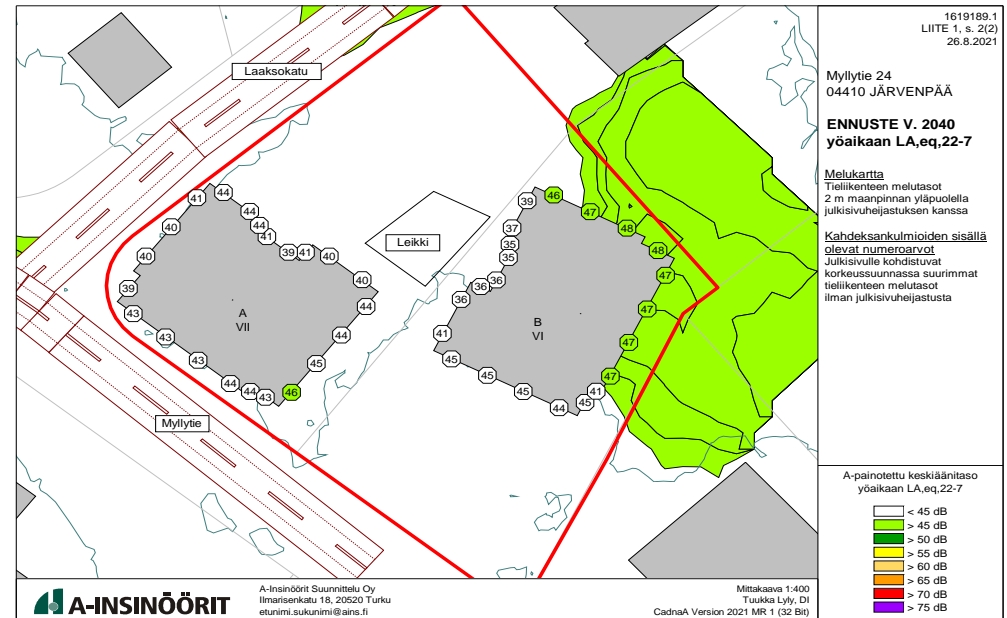 1619189.1
LIITE 1, s. 2(2)
26.8.2021
Myllytie 24
04410 JÄRVENPÄÄ
ENNUSTE V. 2040
yöaikaan LA,eq,22-7
Melukartta
Tieliikenteen melutasot
2 m maanpinnan yläpuolella
julkisivuheijastuksen kanssa
Kahdeksankulmioiden sisällä
olevat numeroarvot
Julkisivulle kohdistuvat
korkeussuunnassa suurimmat
tieliikenteen melutasot
ilman julkisivuheijastusta
Laaksokatu
Leikki
Myllytie
A
VII
B
VI
41
44
44
44
41
39
41
40
40
44
44
45
46
43
44
44
43
43
43
39
40
40
39
46
47
48
48
47
47
47
47
41
45
44
45
45
45
41
36
36
36
35
35
37
A-painotettu keskiäänitaso
yöaikaan LA,eq,22-7
< 45 dB
> 45 dB
> 50 dB
> 55 dB
> 60 dB
> 65 dB
> 70 dB
> 75 dB
A-INSINÖÖRIT
A-Insinöörit Suunnittelu Oy
Ilmarisenkatu 18, 20520 Turku
etunimi.sukunimi@ains.fi
Mittakaava 1:400
Tuukka Lyly, DI
CadnaA Version 2021 MR 1 (32 Bit)